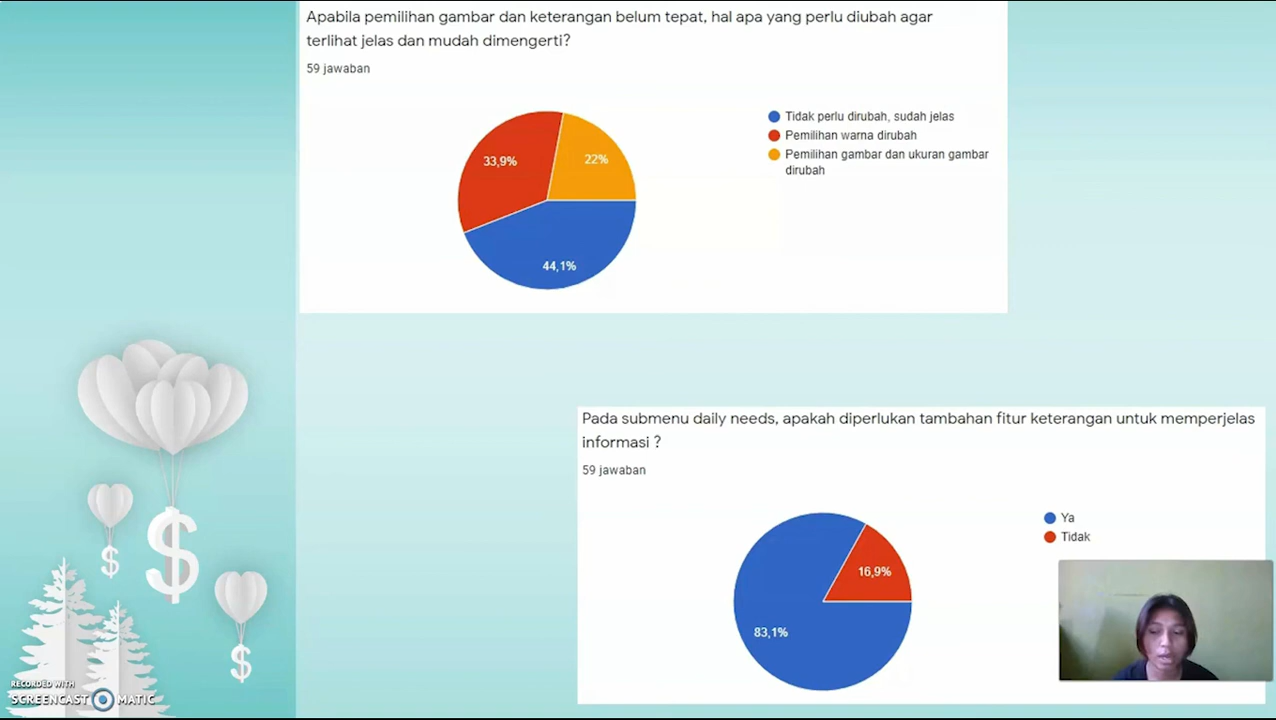 Apabila pemilihan gambar dan keterangan belum tepat, hal apa yang perlu diubah agar
terlihat jelas dan mudah dimengerti?
59 jawaban
33,9%
22%
44,1%
Tidak perlu dirubah, sudah jelas
Pemilihan warna dirubah
Pemilihan gambar dan ukuran gambar
dirubah
Pada submenu daily needs, apakah diperlukan tambahan fitur keterangan untuk memperjelas
informasi ?
59 jawaban
16,9%
83,1%
Ya
Tidak
$
$
$
RECORDED WITH
SCREENCAST MATIC